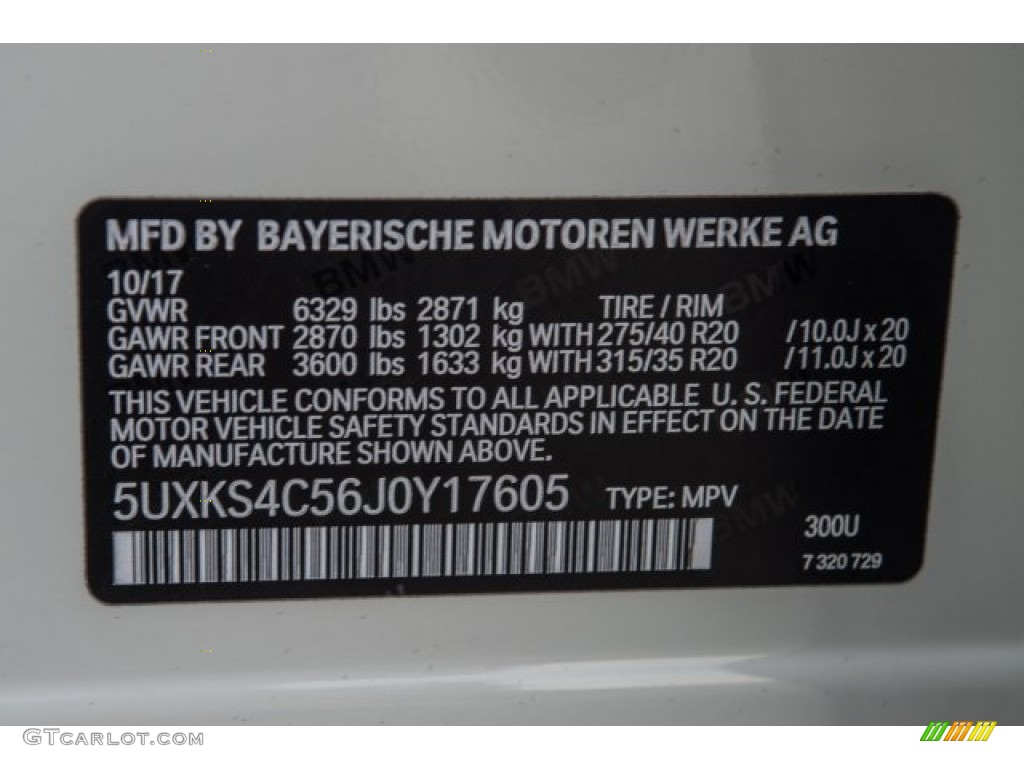 MFD BY BAYERISCHE MOTOREN WERKE AG
10/17
GVWR 6329 lbs 2871 kg TIRE / RIM
GAWR FRONT 2870 lbs 1302 kg WITH 275/40 R20 /10.0J x 20
GAWR REAR 3600 lbs 1633 kg WITH 315/35 R20 /11.0J x 20
THIS VEHICLE CONFORMS TO ALL APPLICABLE U. S. FEDERAL
MOTOR VEHICLE SAFETY STANDARDS IN EFFECT ON THE DATE
OF MANUFACTURE SHOWN ABOVE.
5UXKS4C56J0Y17605 TYPE: MPV
300U
7 320 729
GTCARLOT.COM